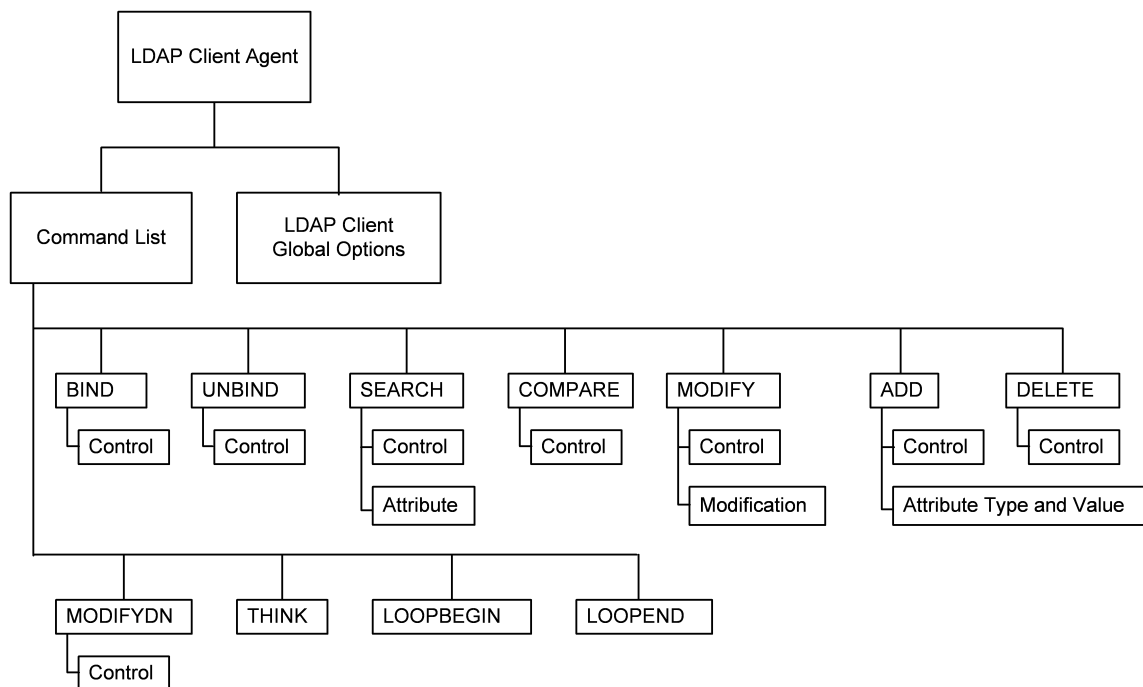 LDAP Client Agent
Command List
LDAP Client
Global Options
BIND
UNBIND
SEARCH
COMPARE
MODIFY
ADD
DELETE
Control
Control
Control
Control
Control
Control
Control
Attribute
Modification
Attribute Type and Value
MODIFYDN
THINK
LOOPBEGIN
LOOPEND
Control